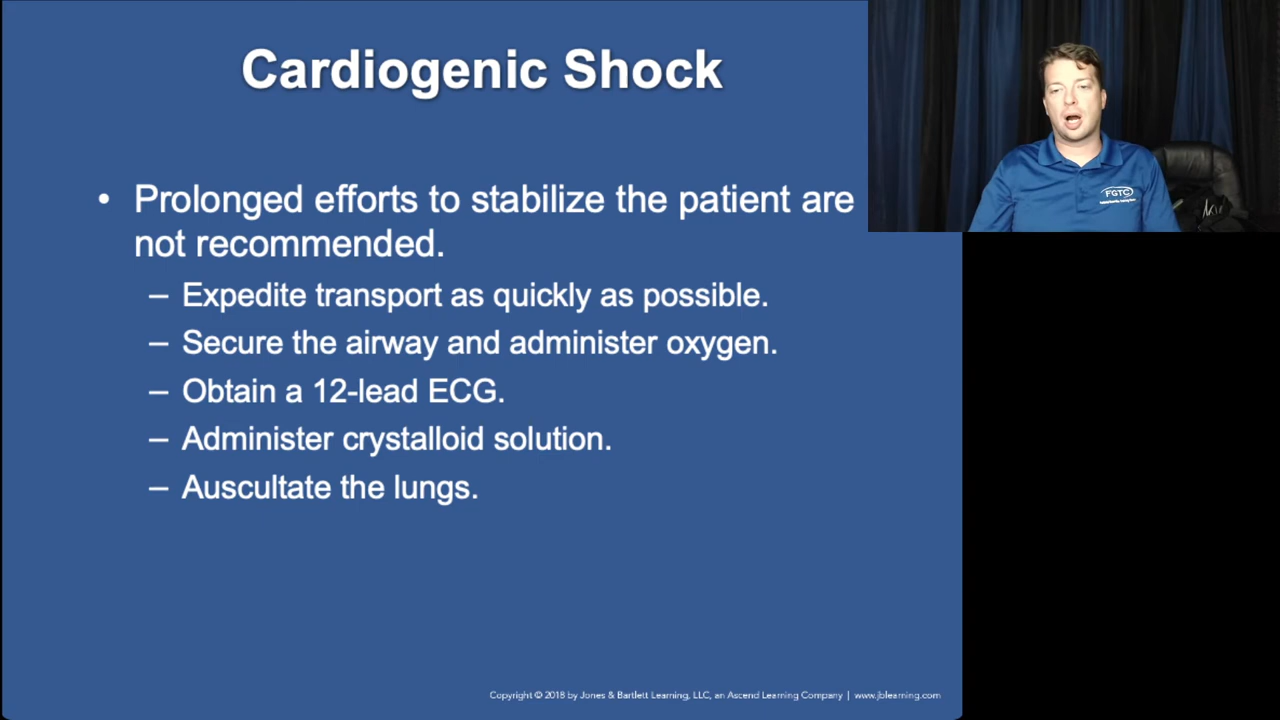 Cardiogenic Shock
• Prolonged efforts to stabilize the patient are
not recommended.
– Expedite transport as quickly as possible.
– Secure the airway and administer oxygen.
– Obtain a 12-lead ECG.
– Administer crystalloid solution.
– Auscultate the lungs.
FGTC
Copyright © 2018 by Jones & Bartlett Learning, LLC, an Ascend Learning Company | www.jblearning.com